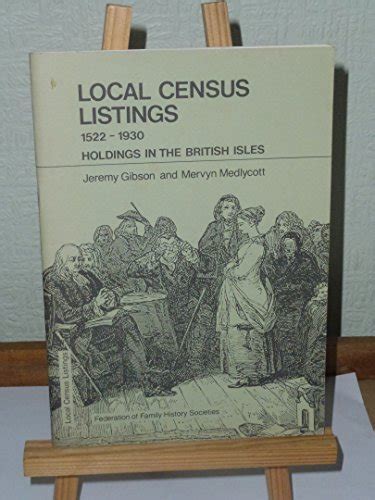 LOCAL CENSUS
LISTINGS
1522 - 1930
HOLDINGS IN THE BRITISH ISLES
Jeremy Gibson and Mervyn Medlycott
Local Census Listings
Federation of Family History Societies